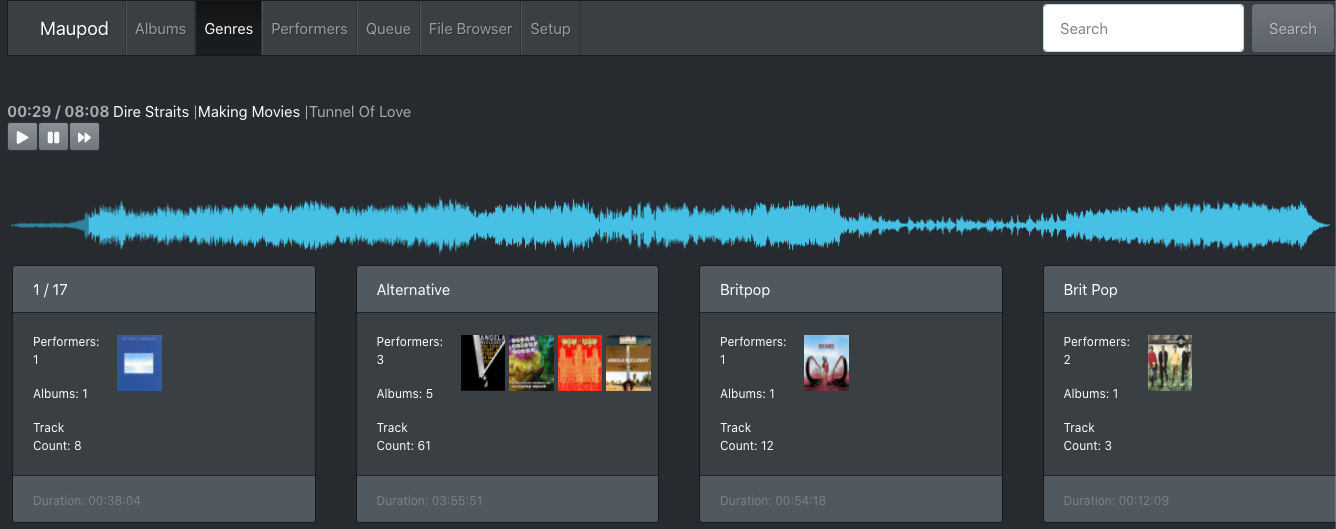 Maupod Albums Genres Performers Queue File Browser Setup Search Search
00:29 / 08:08 Dire Straits |Making Movies |Tunnel Of Love
1 / 17
Performers:
1
Albums: 1
Track
Count: 8
Duration: 00:38:04
Alternative
Performers:
3
Albums: 5
Track
Count: 61
Duration: 03:55:51
Britpop
Performers:
1
Albums: 1
Track
Count: 12
Duration: 00:54:18
Brit Pop
Performers:
2
Albums: 1
Track
Count: 3
Duration: 00:12:09